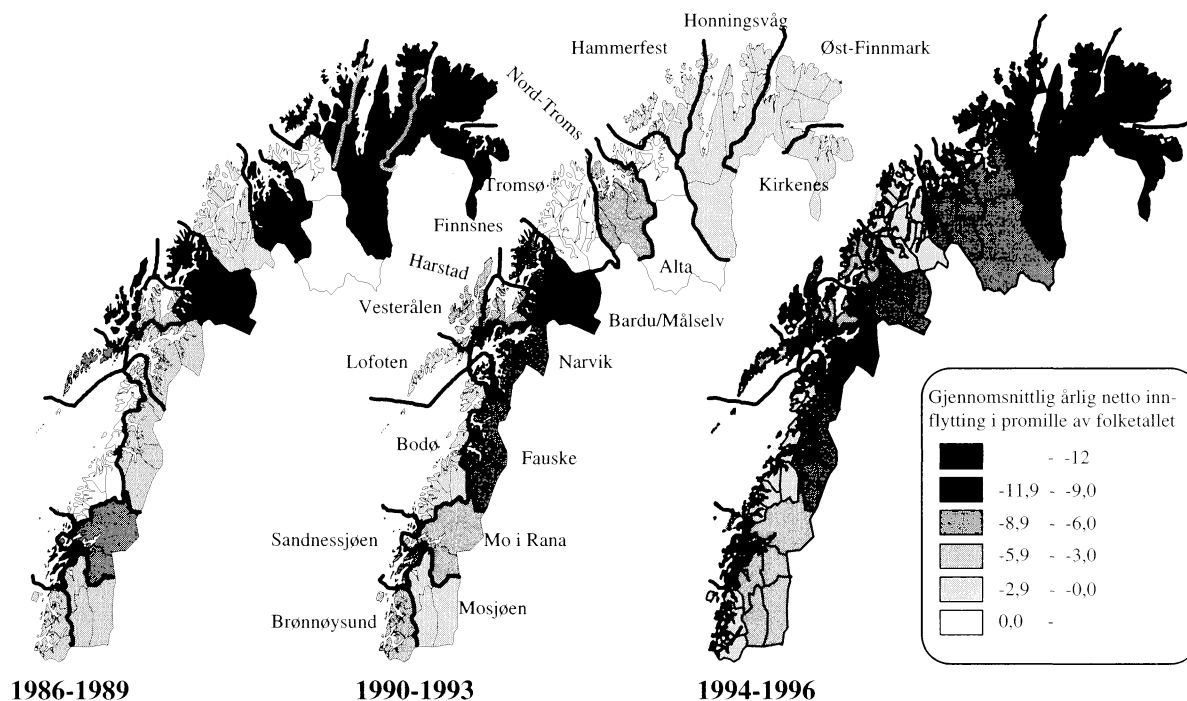 Honningsvåg
Hammerfest
Øst-Finnmark
Nord-Troms
Tromsø
Kirkenes
Finnsnes
Harstad
Alta
Vesterålen
Bardu/Målselv
Lofoten
Narvik
Bodø
Fauske
Sandnessjøen
Mo i Rana
Mosjøen
Brønnøysund
Gjennomsnittlig årlig netto inn-
flytting i promille av folketallet
- -12
-11,9 - -9,0
-8,9 - -6,0
-5,9 - -3,0
-2,9 - -0,0
0,0 -
1986-1989
1990-1993
1994-1996